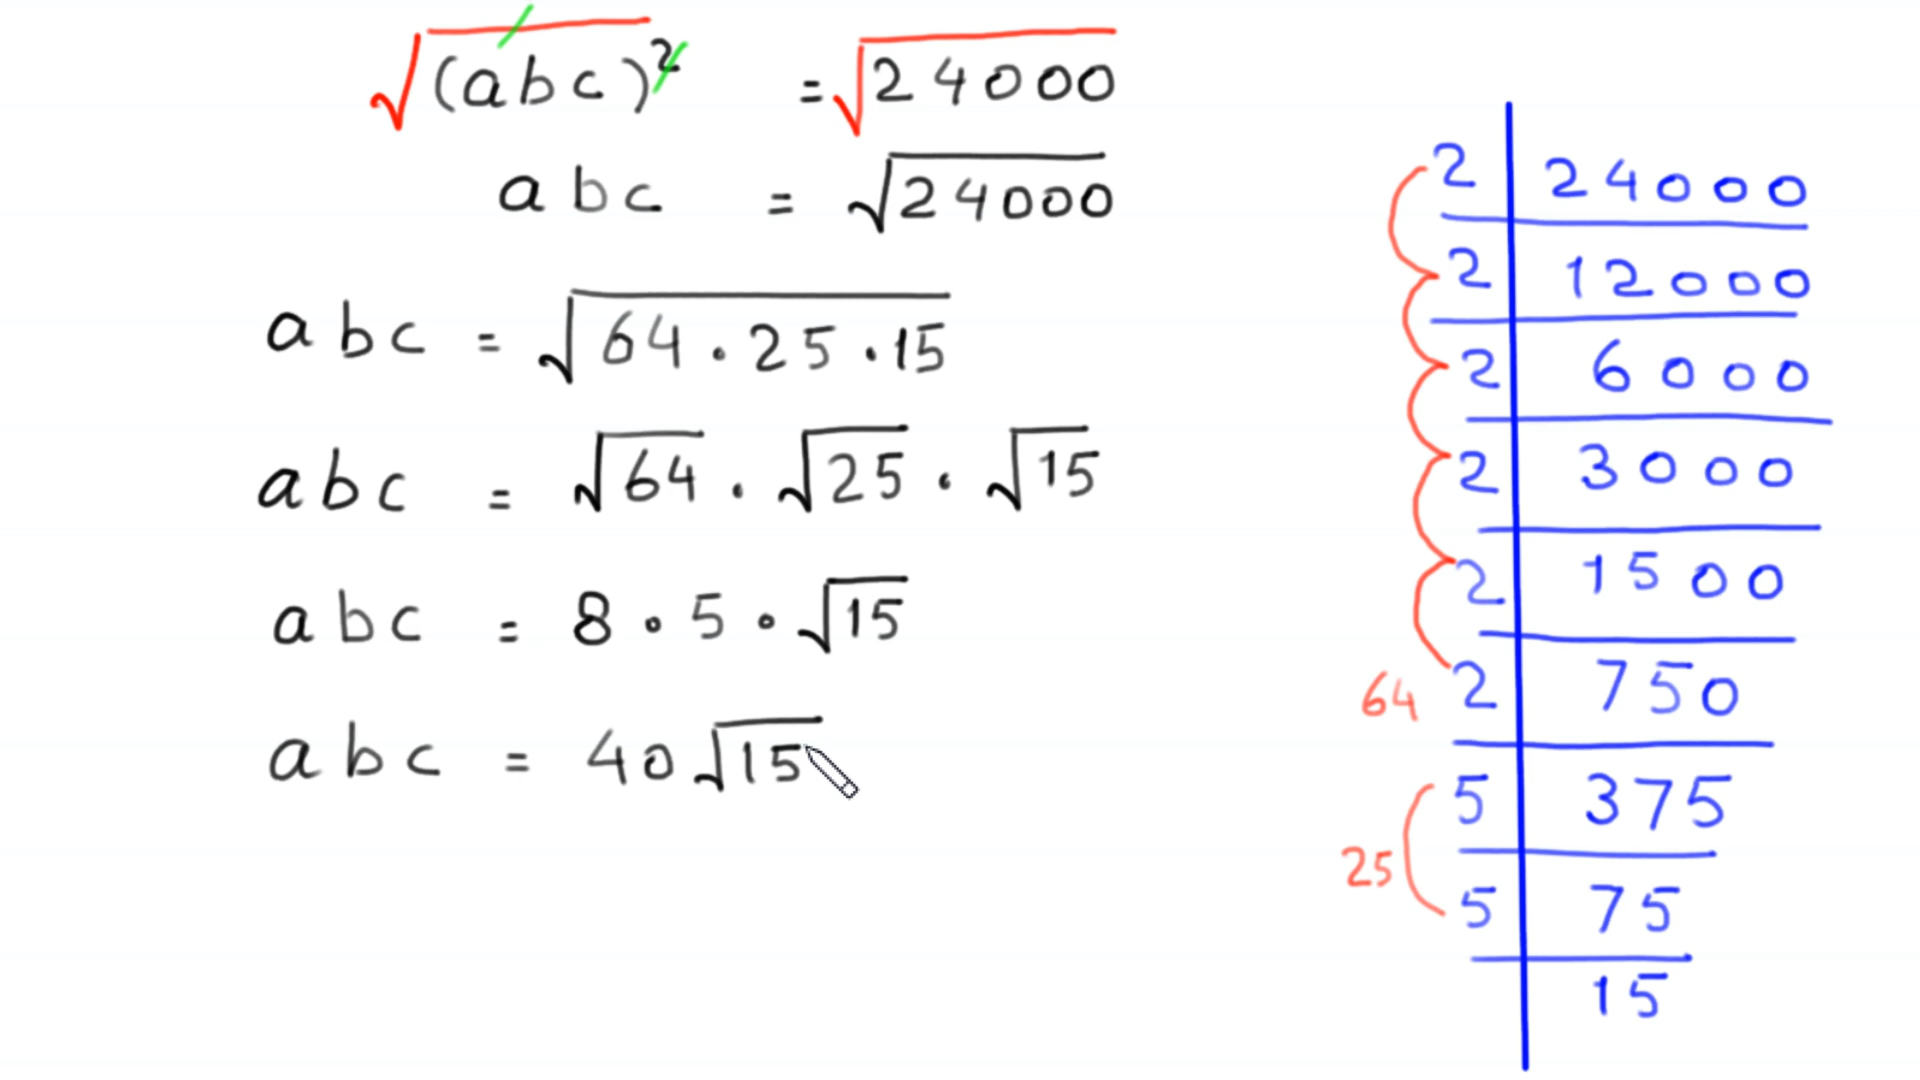 √(abc)² = √24000
abc = √24000
abc = √64·25·15
abc = √64 · √25 · √15
abc = 8 · 5 · √15
abc = 40√15
2 | 24000
2 | 12000
2 | 6000
2 | 3000
2 | 1500
64 2 | 750
5 | 375
25
5 | 75
15